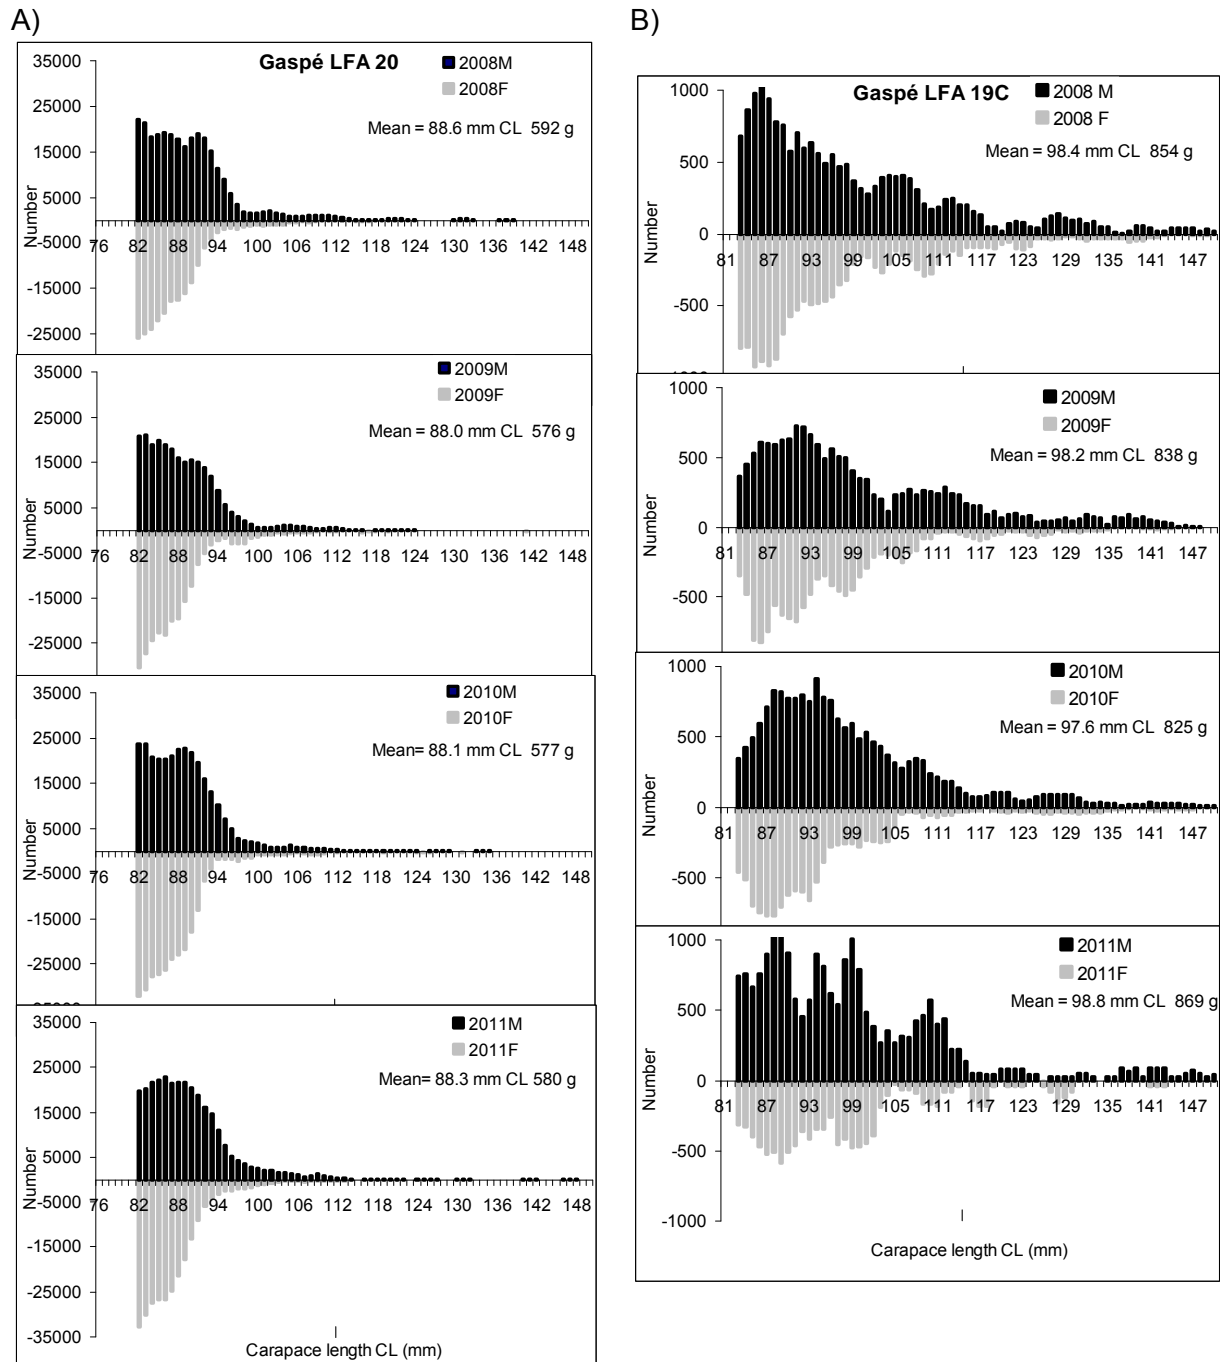 A)
Gaspé LFA 20
2008M
2008F
Mean = 88.6 mm CL 592 g
35000
25000
15000
5000
-5000
-15000
-25000
Number
76 82 88 94 100 106 112 118 124 130 136 142 148
2009M
2009F
Mean = 88.0 mm CL 576 g
35000
25000
15000
5000
-5000
-15000
-25000
Number
76 82 88 94 100 106 112 118 124 130 136 142 148
2010M
2010F
Mean= 88.1 mm CL 577 g
35000
25000
15000
5000
-5000
-15000
-25000
Number
76 82 88 94 100 106 112 118 124 130 136 142 148
2011M
2011F
Mean= 88.3 mm CL 580 g
35000
25000
15000
5000
-5000
-15000
-25000
-35000
Number
76 82 88 94 100 106 112 118 124 130 136 142 148
Carapace length CL (mm)
B)
Gaspé LFA 19C
2008 M
2008 F
Mean = 98.4 mm CL 854 g
1000
500
0
-500
Number
81 87 93 99 105 111 117 123 129 135 141 147
2009M
2009F
Mean = 98.2 mm CL 838 g
1000
500
0
-500
Number
81 87 93 99 105 111 117 123 129 135 141 147
2010M
2010F
Mean = 97.6 mm CL 825 g
1000
500
0
-500
Number
81 87 93 99 105 111 117 123 129 135 141 147
2011M
2011F
Mean = 98.8 mm CL 869 g
1000
500
0
-500
-1000
Number
81 87 93 99 105 111 117 123 129 135 141 147
Carapace length CL (mm)